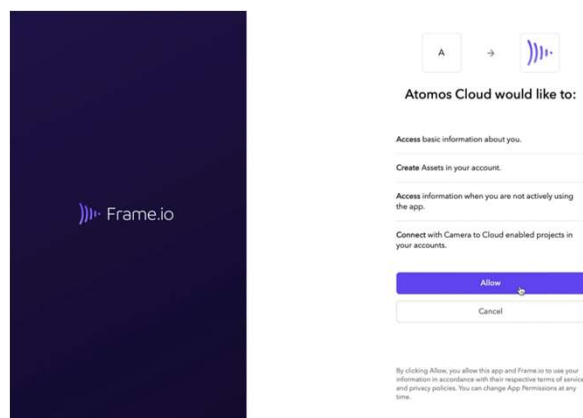 Frame.io
A →
Atomos Cloud would like to:
Access basic information about you.
Create Assets in your account.
Access information when you are not actively using
the app.
Connect with Camera to Cloud enabled projects in
your accounts.
Allow
Cancel
By clicking Allow, you allow this app and Frame.io to use your
information in accordance with their respective terms of service
and privacy policies. You can change App Permissions at any
time.